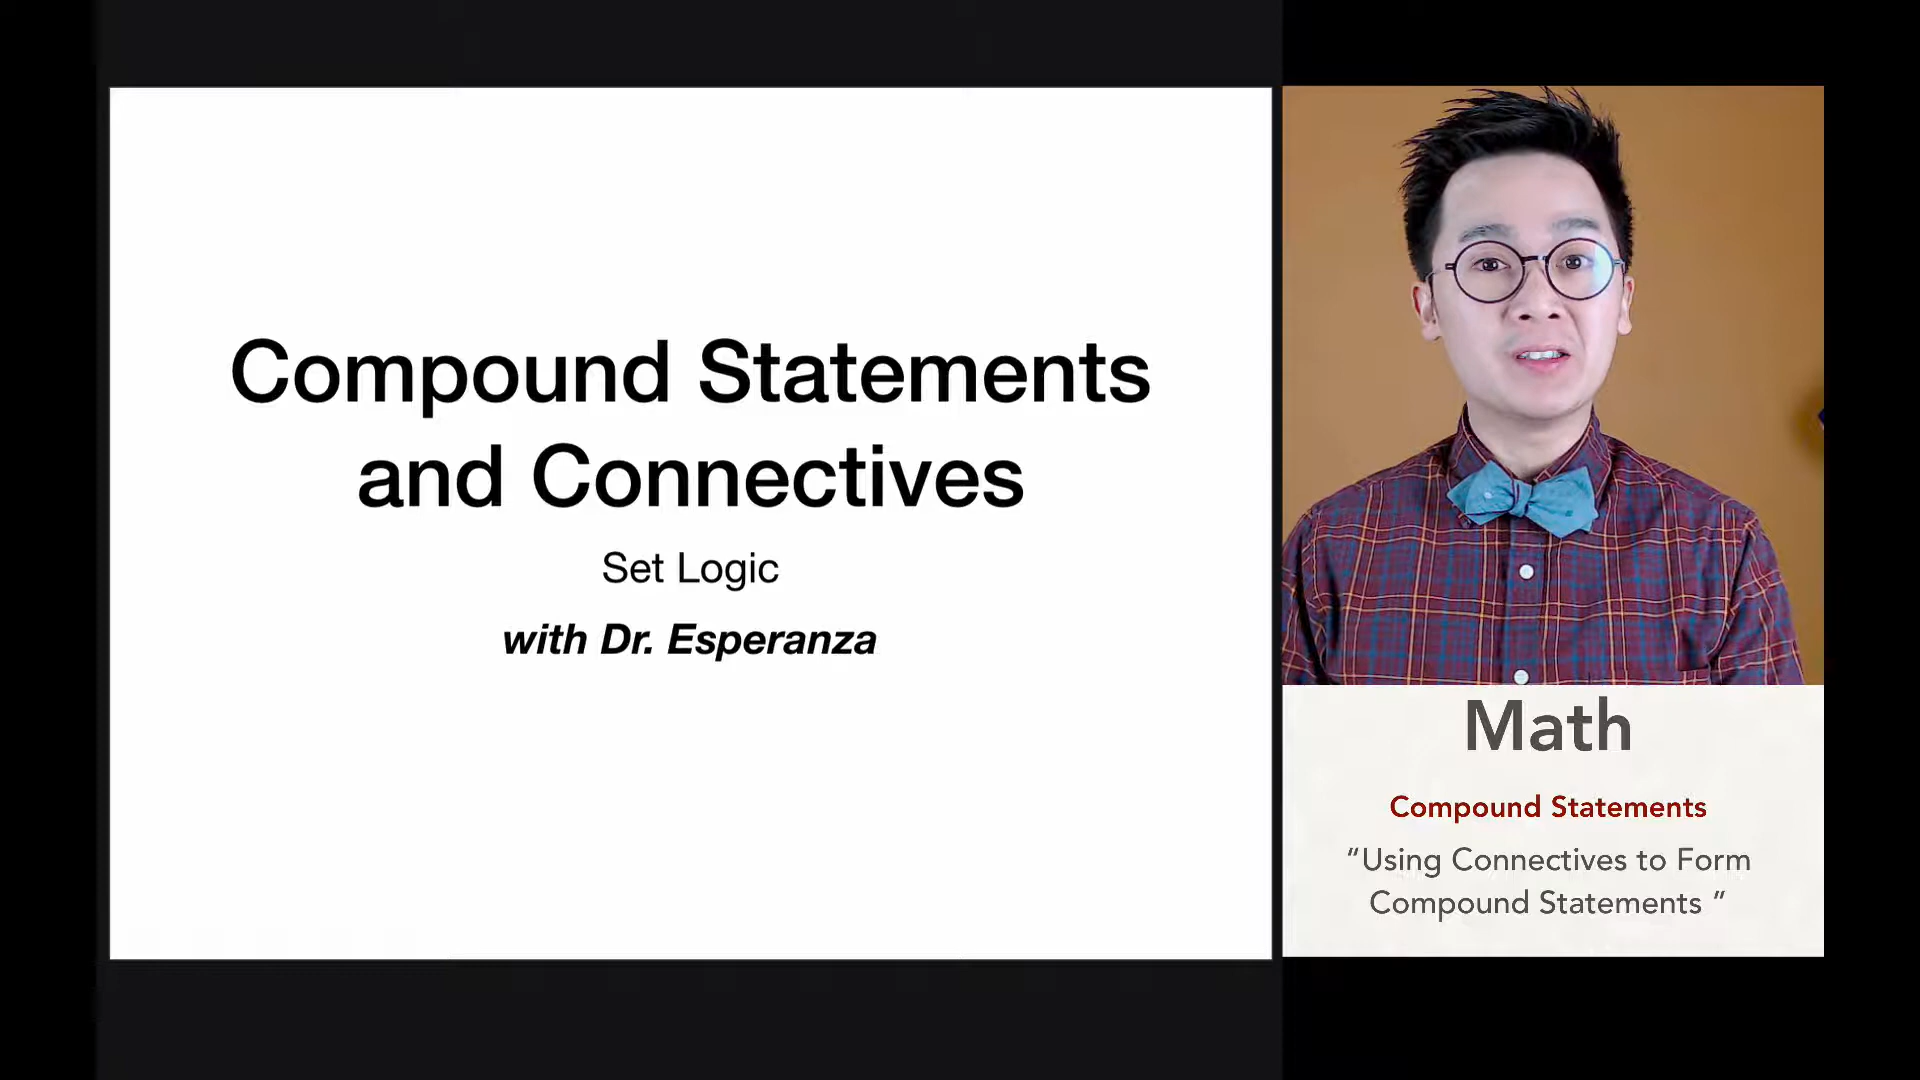 Compound Statements
and Connectives
Set Logic
with Dr. Esperanza
Math
Compound Statements
“Using Connectives to Form
Compound Statements ”